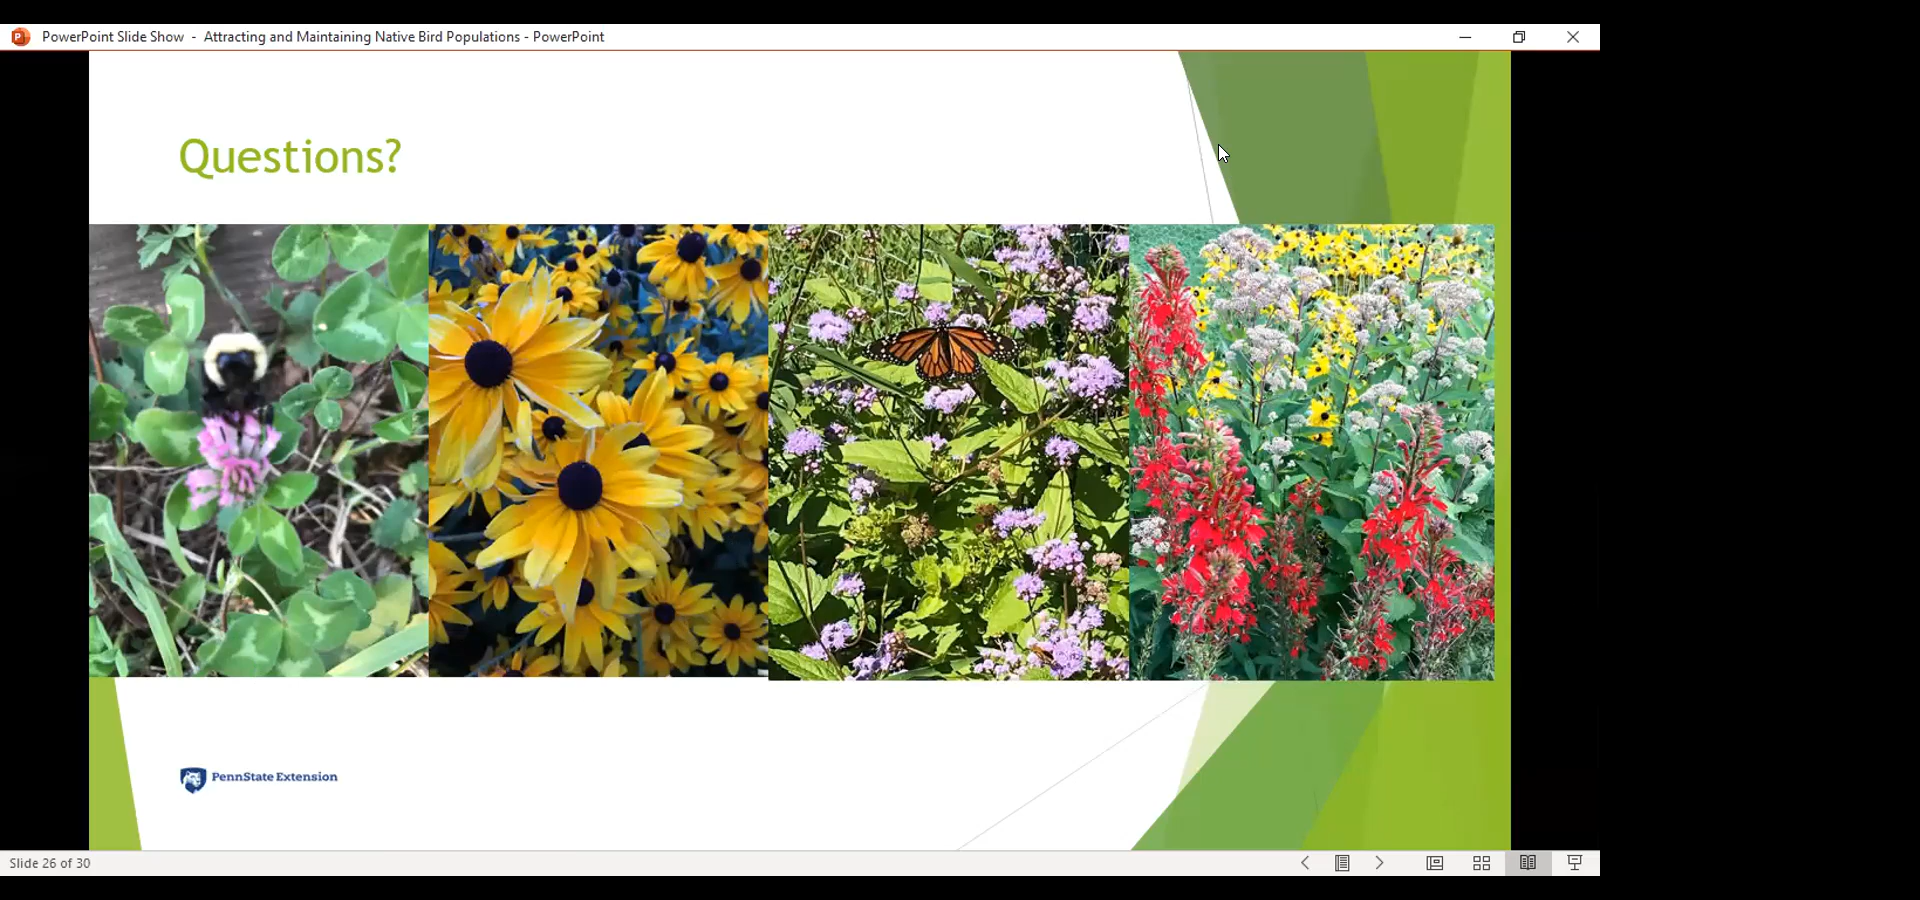 PowerPoint Slide Show - Attracting and Maintaining Native Bird Populations - PowerPoint
Questions?
PennState Extension
Slide 26 of 30